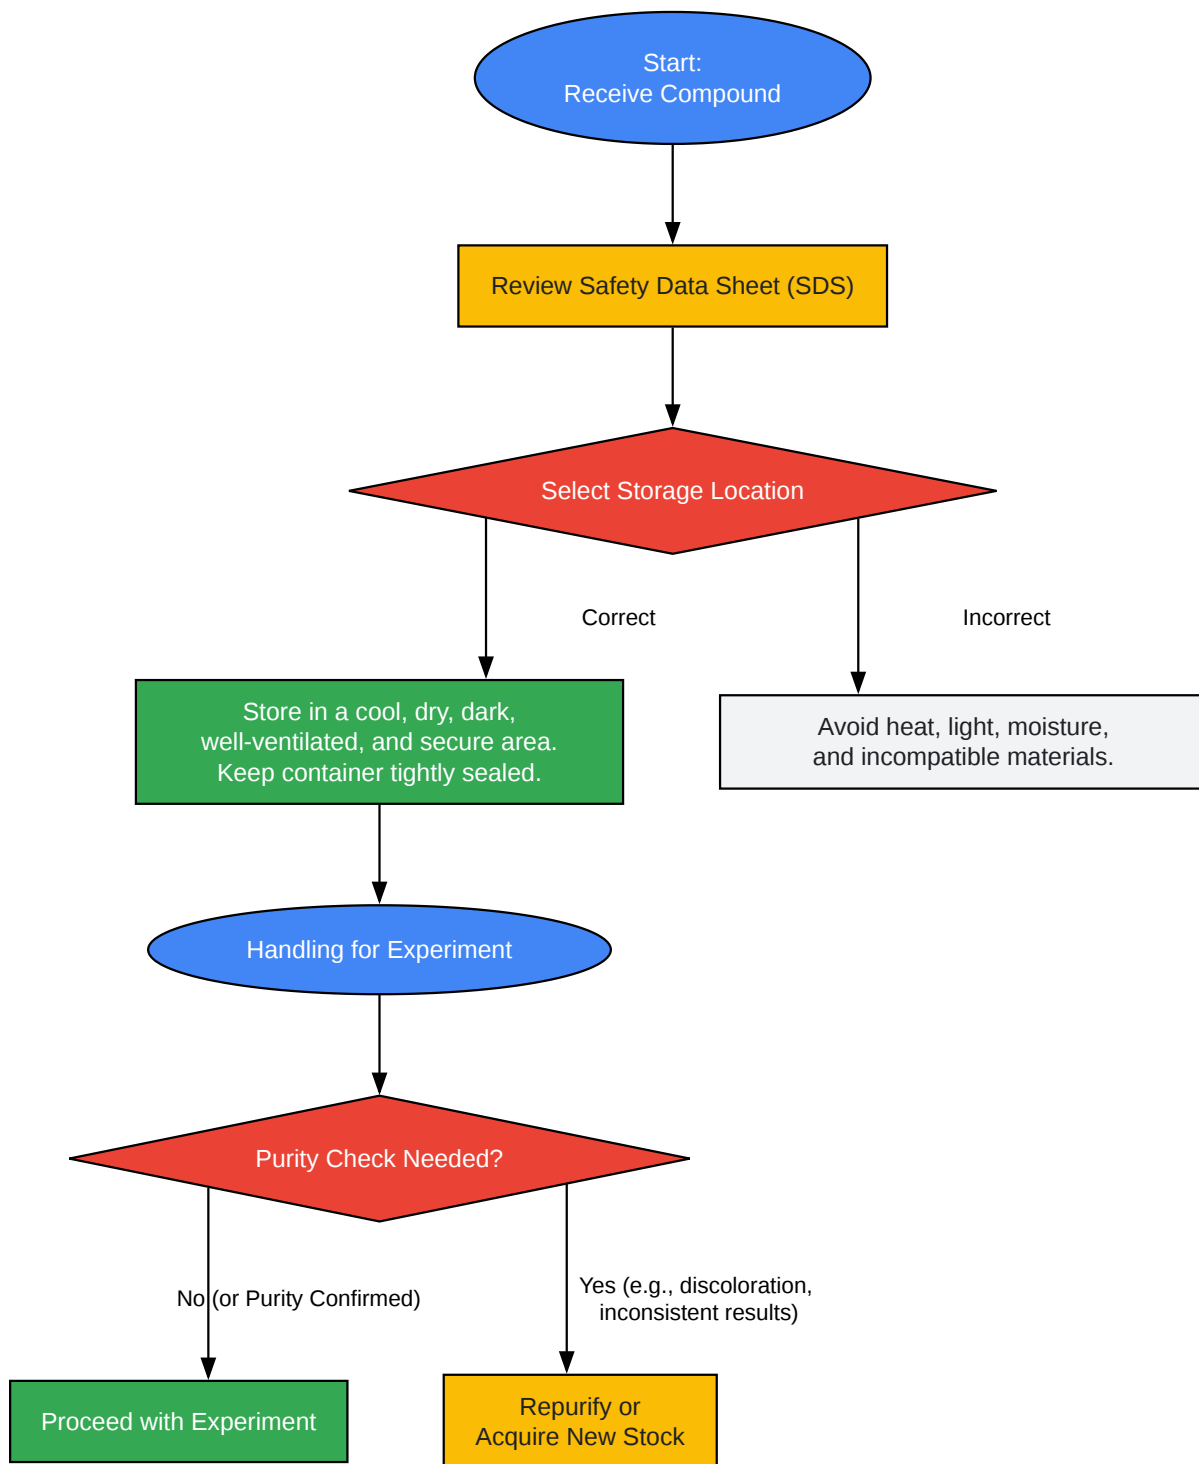 Start:
Receive Compound
Review Safety Data Sheet (SDS)
Select Storage Location
Correct
Incorrect
Store in a cool, dry, dark,
well-ventilated, and secure area.
Keep container tightly sealed.
Avoid heat, light, moisture,
and incompatible materials.
Handling for Experiment
Purity Check Needed?
No (or Purity Confirmed)
Yes (e.g., discoloration,
inconsistent results)
Proceed with Experiment
Repurify or
Acquire New Stock